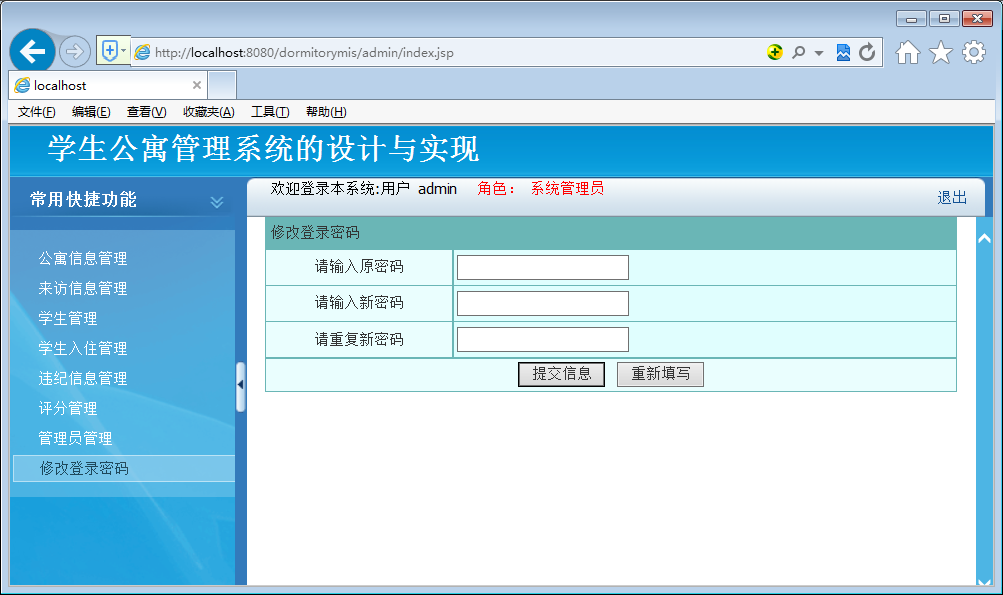 http://localhost:8080/dormitorymis/admin/index.jsp
localhost
文件(F) 编辑(E) 查看(V) 收藏夹(A) 工具(T) 帮助(H)
学生公寓管理系统的设计与实现
常用快捷功能
欢迎登录本系统:用户 admin 角色： 系统管理员
退出
公寓信息管理
来访信息管理
学生管理
学生入住管理
违纪信息管理
评分管理
管理员管理
修改登录密码
修改登录密码
请输入原密码
请输入新密码
请重复新密码
提交信息 重新填写